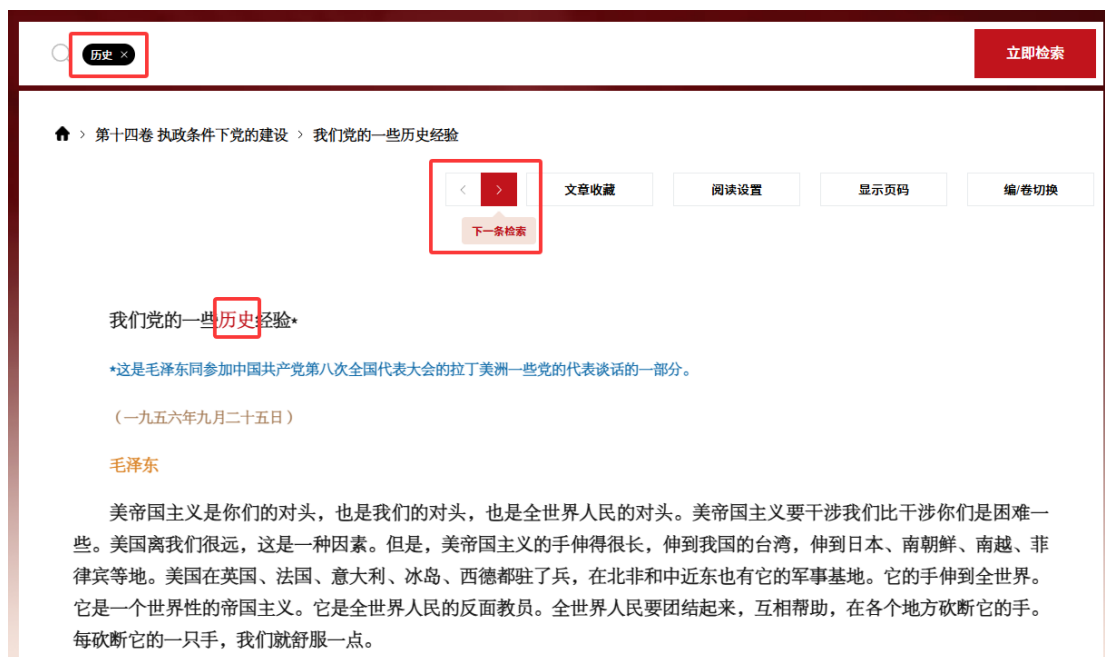 历史 ×
立即检索
第十四卷 执政条件下党的建设 > 我们党的一些历史经验
< > 文章收藏 阅读设置 显示页码 编/卷切换
下一条检索
我们党的一些历史经验*
*这是毛泽东同参加中国共产党第八次全国代表大会的拉丁美洲一些党的代表谈话的一部分。
（一九五六年九月二十五日）
毛泽东
美帝国主义是你们的对头，也是我们的对头，也是全世界人民的对头。美帝国主义要干涉我们比干涉你们是困难一
些。美国离我们很远，这是一种因素。但是，美帝国主义的手伸得很长，伸到我国的台湾，伸到日本、南朝鲜、南越、菲
律宾等地。美国在英国、法国、意大利、冰岛、西德都驻了兵，在北非和中近东也有它的军事基地。它的手伸到全世界。
它是一个世界性的帝国主义。它是全世界人民的反面教员。全世界人民要团结起来，互相帮助，在各个地方砍断它的手。
每砍断它的一只手，我们就舒服一点。